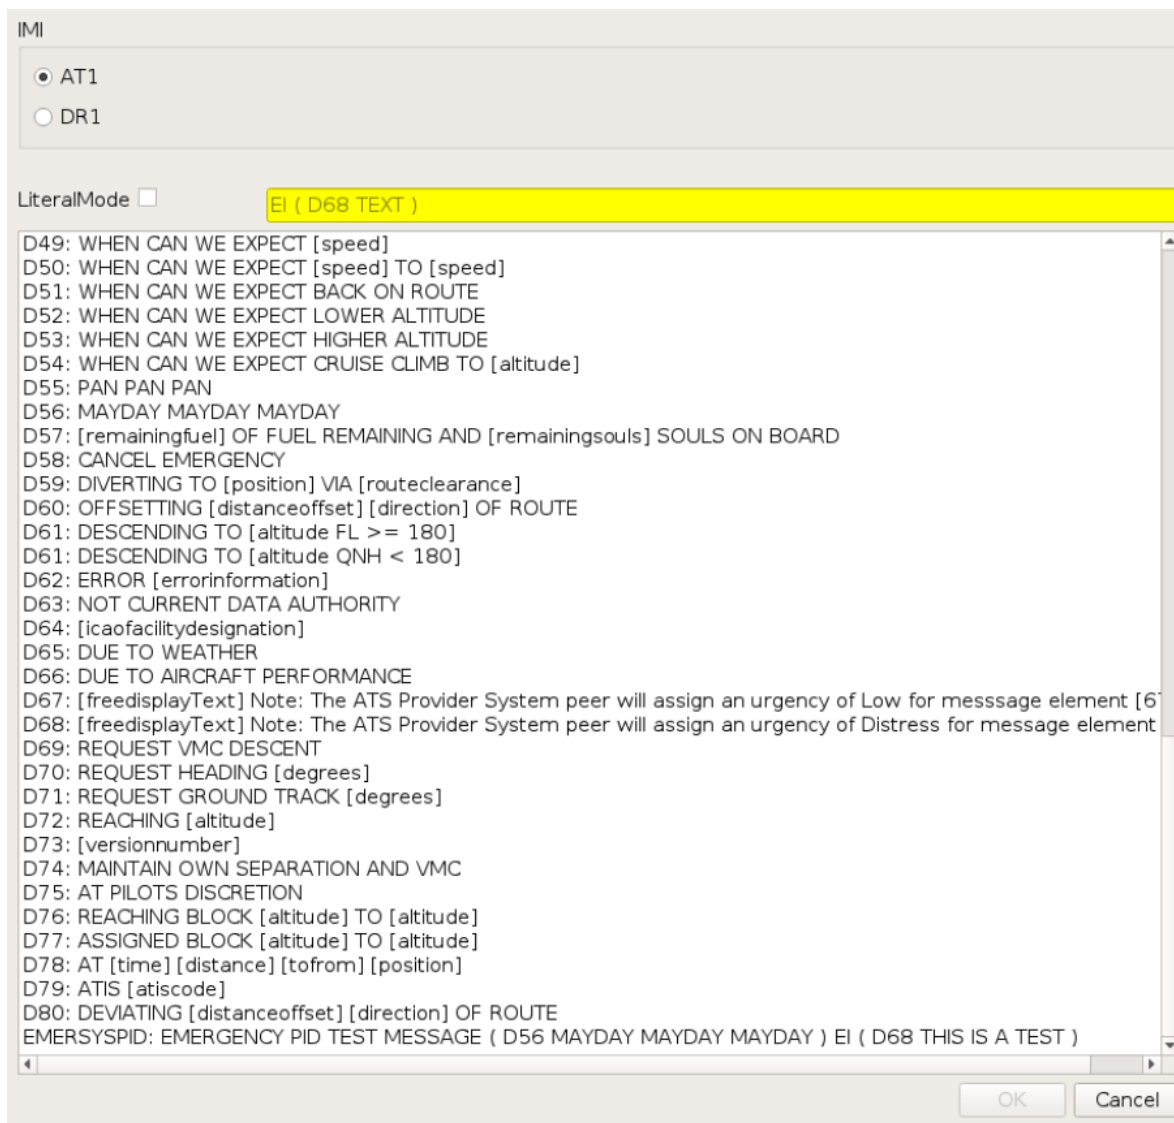 IMI
AT1
DR1
LiteralMode
EI ( D68 TEXT )
D49: WHEN CAN WE EXPECT [speed]
D50: WHEN CAN WE EXPECT [speed] TO [speed]
D51: WHEN CAN WE EXPECT BACK ON ROUTE
D52: WHEN CAN WE EXPECT LOWER ALTITUDE
D53: WHEN CAN WE EXPECT HIGHER ALTITUDE
D54: WHEN CAN WE EXPECT CRUISE CLIMB TO [altitude]
D55: PAN PAN PAN
D56: MAYDAY MAYDAY MAYDAY
D57: [remainingfuel] OF FUEL REMAINING AND [remainingsouls] SOULS ON BOARD
D58: CANCEL EMERGENCY
D59: DIVERTING TO [position] VIA [routeclearance]
D60: OFFSETTING [distanceoffset] [direction] OF ROUTE
D61: DESCENDING TO [altitude FL >= 180]
D61: DESCENDING TO [altitude QNH < 180]
D62: ERROR [errorinformation]
D63: NOT CURRENT DATA AUTHORITY
D64: [icaofacilitydesignation]
D65: DUE TO WEATHER
D66: DUE TO AIRCRAFT PERFORMANCE
D67: [freedisplayText] Note: The ATS Provider System peer will assign an urgency of Low for messsage element [6
D68: [freedisplayText] Note: The ATS Provider System peer will assign an urgency of Distress for message element
D69: REQUEST VMC DESCENT
D70: REQUEST HEADING [degrees]
D71: REQUEST GROUND TRACK [degrees]
D72: REACHING [altitude]
D73: [versionnumber]
D74: MAINTAIN OWN SEPARATION AND VMC
D75: AT PILOTS DISCRETION
D76: REACHING BLOCK [altitude] TO [altitude]
D77: ASSIGNED BLOCK [altitude] TO [altitude]
D78: AT [time] [distance] [tofrom] [position]
D79: ATIS [atiscode]
D80: DEVIATING [distanceoffset] [direction] OF ROUTE
EMERSYSPID: EMERGENCY PID TEST MESSAGE ( D56 MAYDAY MAYDAY MAYDAY ) EI ( D68 THIS IS A TEST )
OK
Cancel